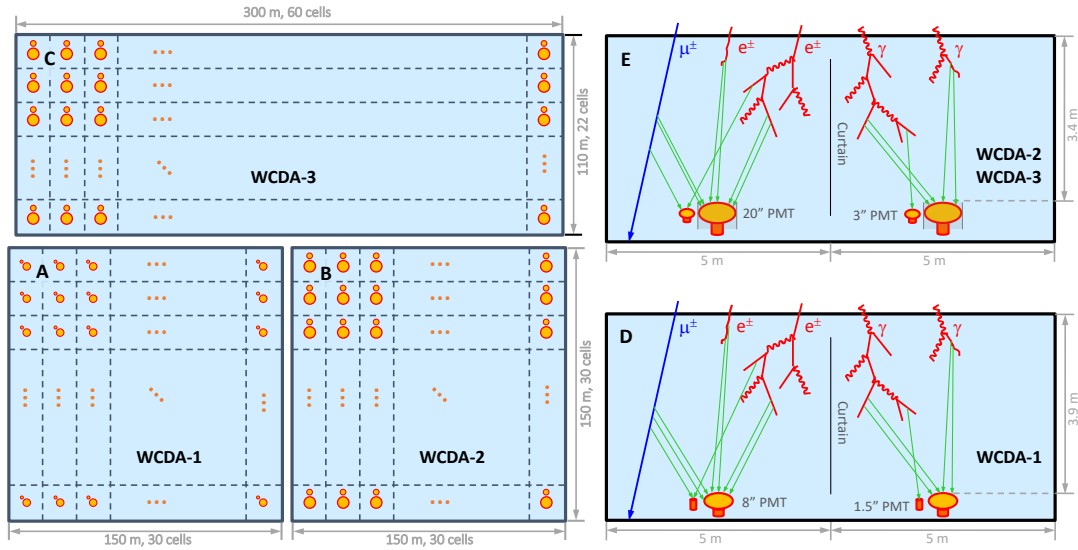 300 m, 60 cells
C
WCDA-3
110 m, 22 cells
A
WCDA-1
150 m, 30 cells
B
WCDA-2
150 m, 30 cells
150 m, 30 cells
E
μ±
e±
e±
γ
γ
Curtain
WCDA-2
WCDA-3
20” PMT
3” PMT
3.4 m
5 m
5 m
D
μ±
e±
e±
γ
γ
Curtain
WCDA-1
8” PMT
1.5” PMT
3.9 m
5 m
5 m